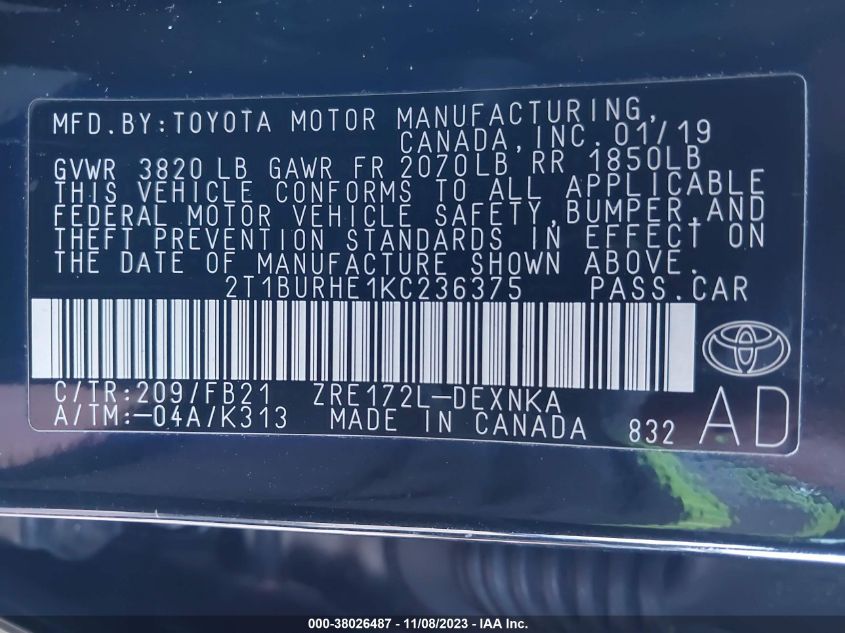 MFD.BY:TOYOTA MOTOR MANUFACTURING,
CANADA,INC.01/19
GVWR 3820 LB GAWR FR 2070LB RR 1850LB
THIS VEHICLE CONFORMS TO ALL APPLICABLE
FEDERAL MOTOR VEHICLE SAFETY,BUMPER,AND
THEFT PREVENTION STANDARDS IN EFFECT ON
THE DATE OF MANUFACTURE SHOWN ABOVE.
2T1BURHE1KC236375 PASS.CAR
C/TR:209/FB21 ZRE172L-DEXNKA
A/TM:-04A/K313 MADE IN CANADA 832 AD
000-38026487 - 11/08/2023 - IAA Inc.